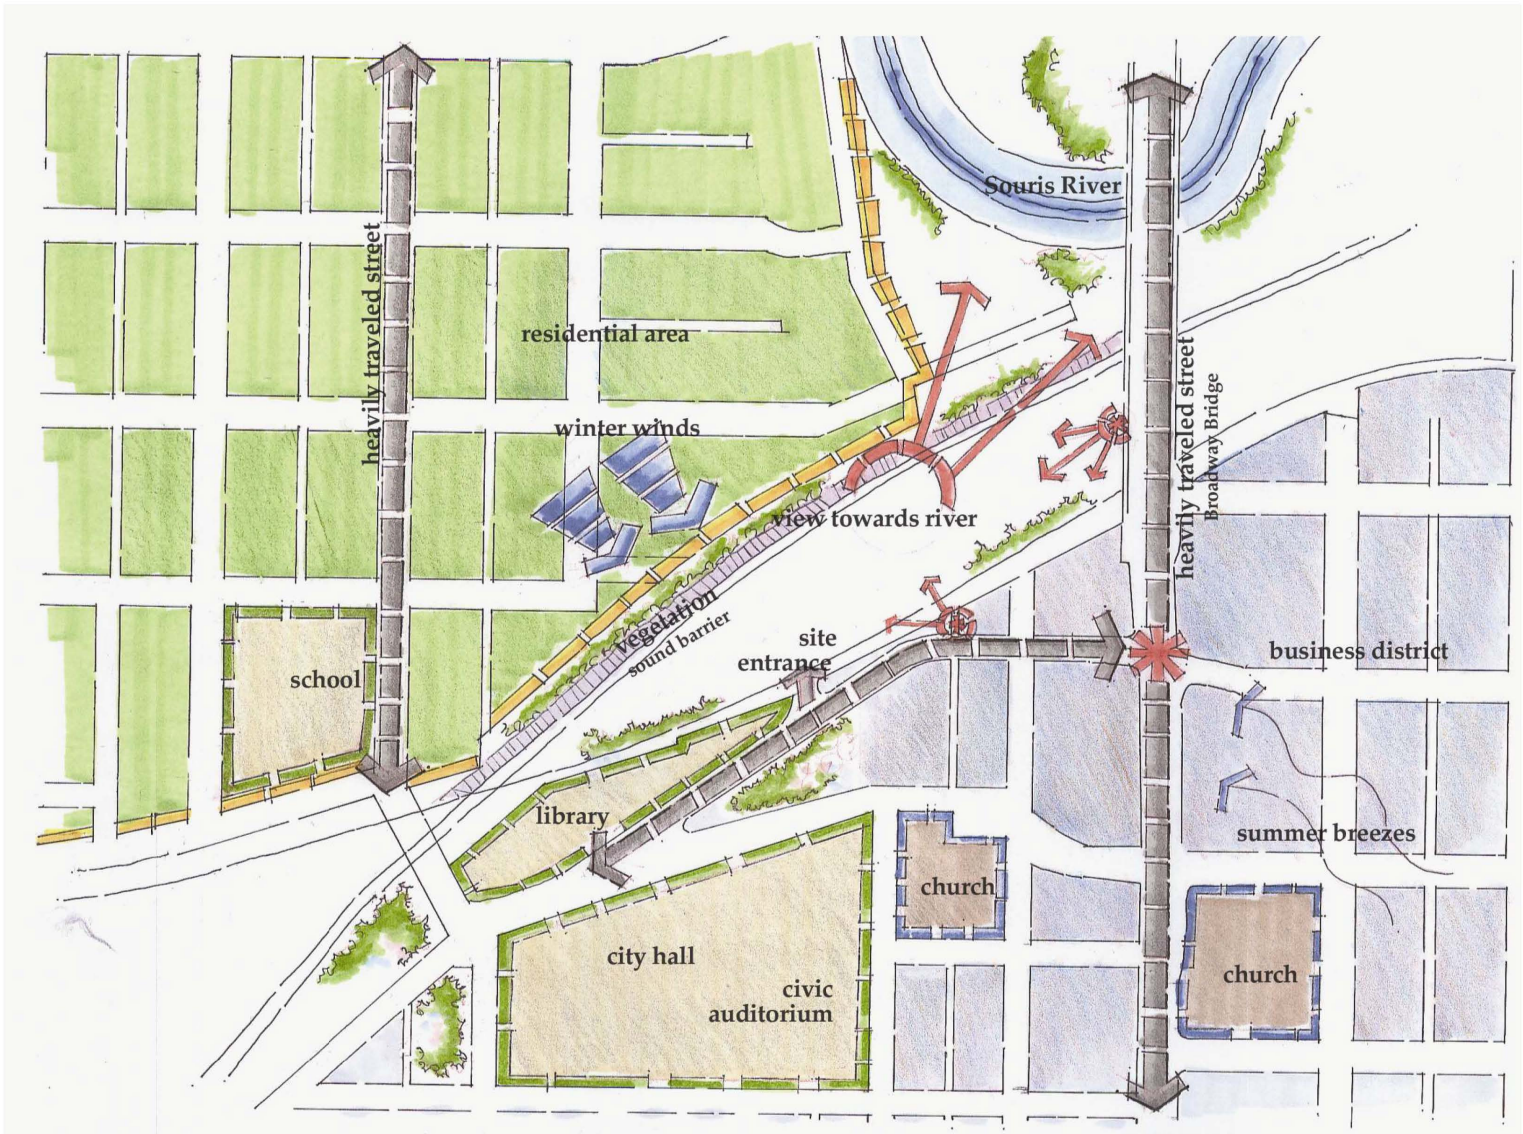 Souris River
heavily traveled street
residential area
heavily traveled street
Broadway Bridge
winter winds
view towards river
vegetation
sound barrier
site
entrance
business district
school
library
summer breezes
church
city hall
church
civic
auditorium